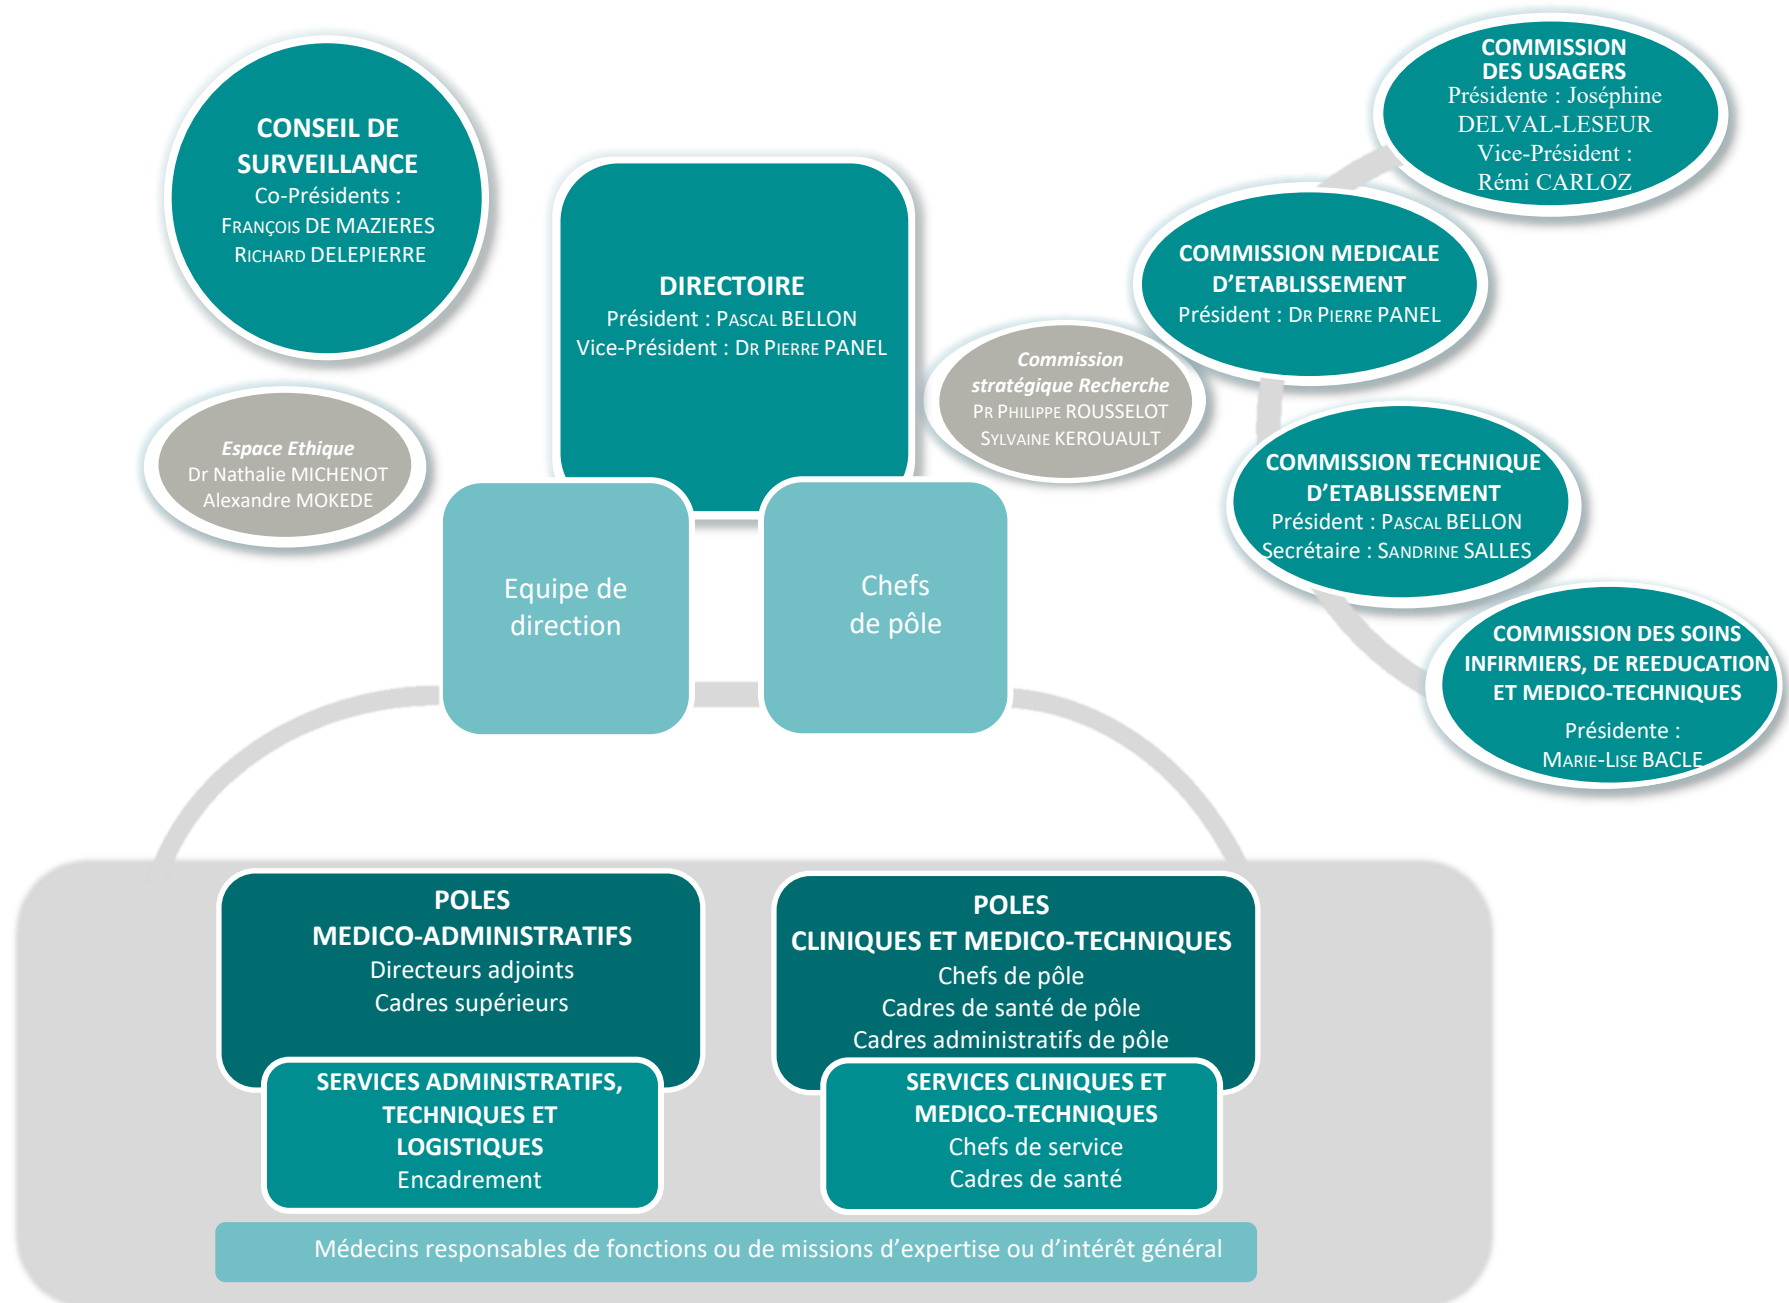 CONSEIL DE
SURVEILLANCE
Co-Présidents :
FRANÇOIS DE MAZIERES
RICHARD DELEPIERRE
Espace Ethique
Dr Nathalie MICHENOT
Alexandre MOKEDE
DIRECTOIRE
Président : PASCAL BELLON
Vice-Président : DR PIERRE PANEL
Equipe de
direction
Chefs
de pôle
Commission
stratégique Recherche
PR PHILIPPE ROUSSELOT
SYLVAINE KEROUAULT
COMMISSION
DES USAGERS
Présidente : Joséphine
DELVAL-LESEUR
Vice-Président :
Rémi CARLOZ
COMMISSION MEDICALE
D’ETABLISSEMENT
Président : DR PIERRE PANEL
COMMISSION TECHNIQUE
D’ETABLISSEMENT
Président : PASCAL BELLON
Secrétaire : SANDRINE SALLES
COMMISSION DES SOINS
INFIRMIERS, DE REEDUCATION
ET MEDICO-TECHNIQUES
Présidente :
MARIE-LISE BACLE
POLES
MEDICO-ADMINISTRATIFS
Directeurs adjoints
Cadres supérieurs
SERVICES ADMINISTRATIFS,
TECHNIQUES ET
LOGISTIQUES
Encadrement
POLES
CLINIQUES ET MEDICO-TECHNIQUES
Chefs de pôle
Cadres de santé de pôle
Cadres administratifs de pôle
SERVICES CLINIQUES ET
MEDICO-TECHNIQUES
Chefs de service
Cadres de santé
Médecins responsables de fonctions ou de missions d’expertise ou d’intérêt général